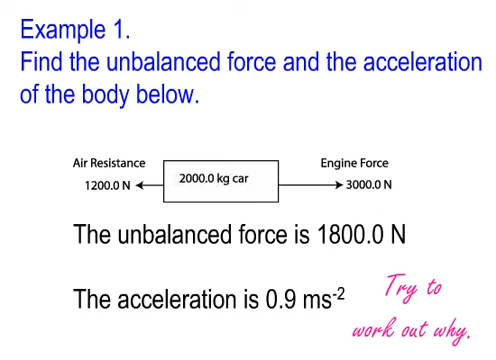 Example 1.
Find the unbalanced force and the acceleration
of the body below.
Air Resistance
1200.0 N
2000.0 kg car
Engine Force
3000.0 N
The unbalanced force is 1800.0 N
The acceleration is 0.9 ms⁻²
Try to
work out why.